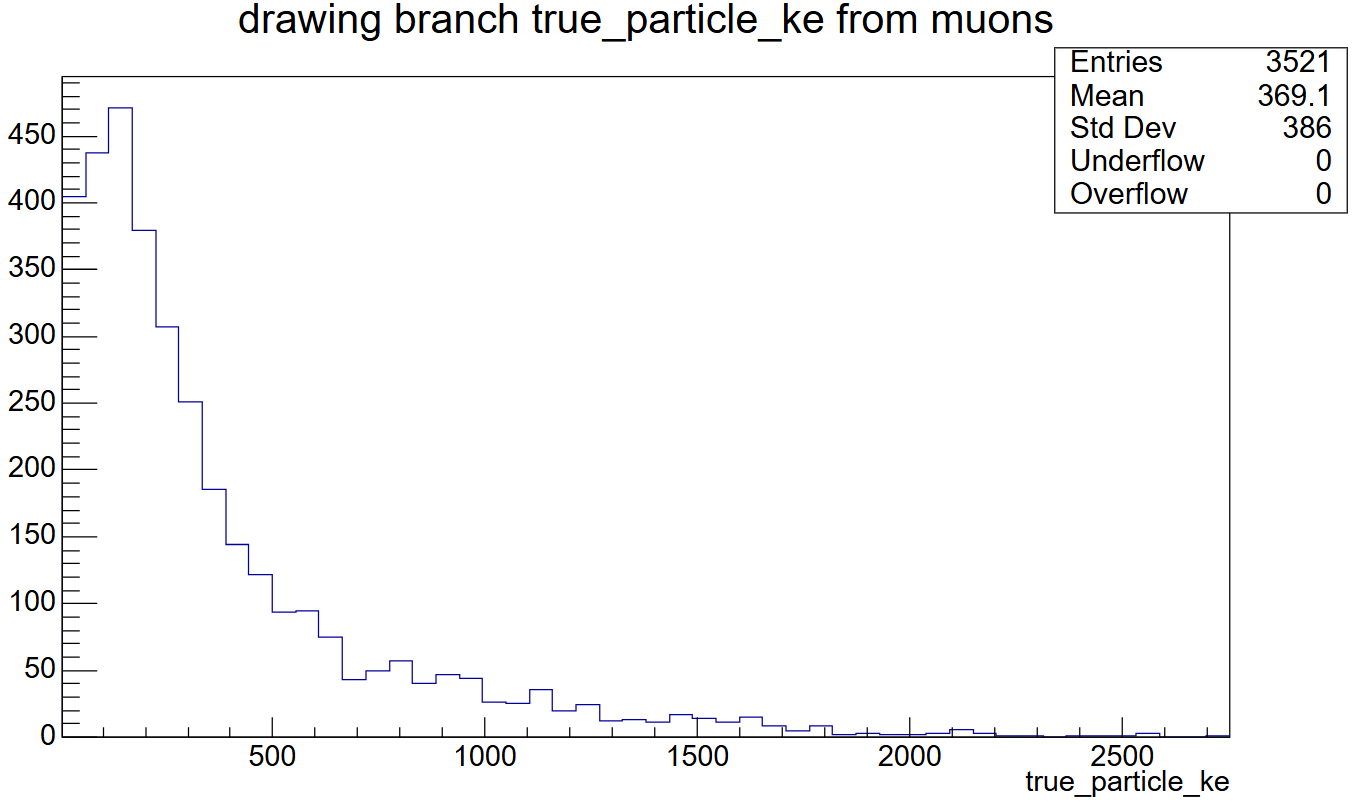 drawing branch true_particle_ke from muons
Entries 3521
Mean 369.1
Std Dev 386
Underflow 0
Overflow 0
450
400
350
300
250
200
150
100
50
0
500 1000 1500 2000 2500
true_particle_ke